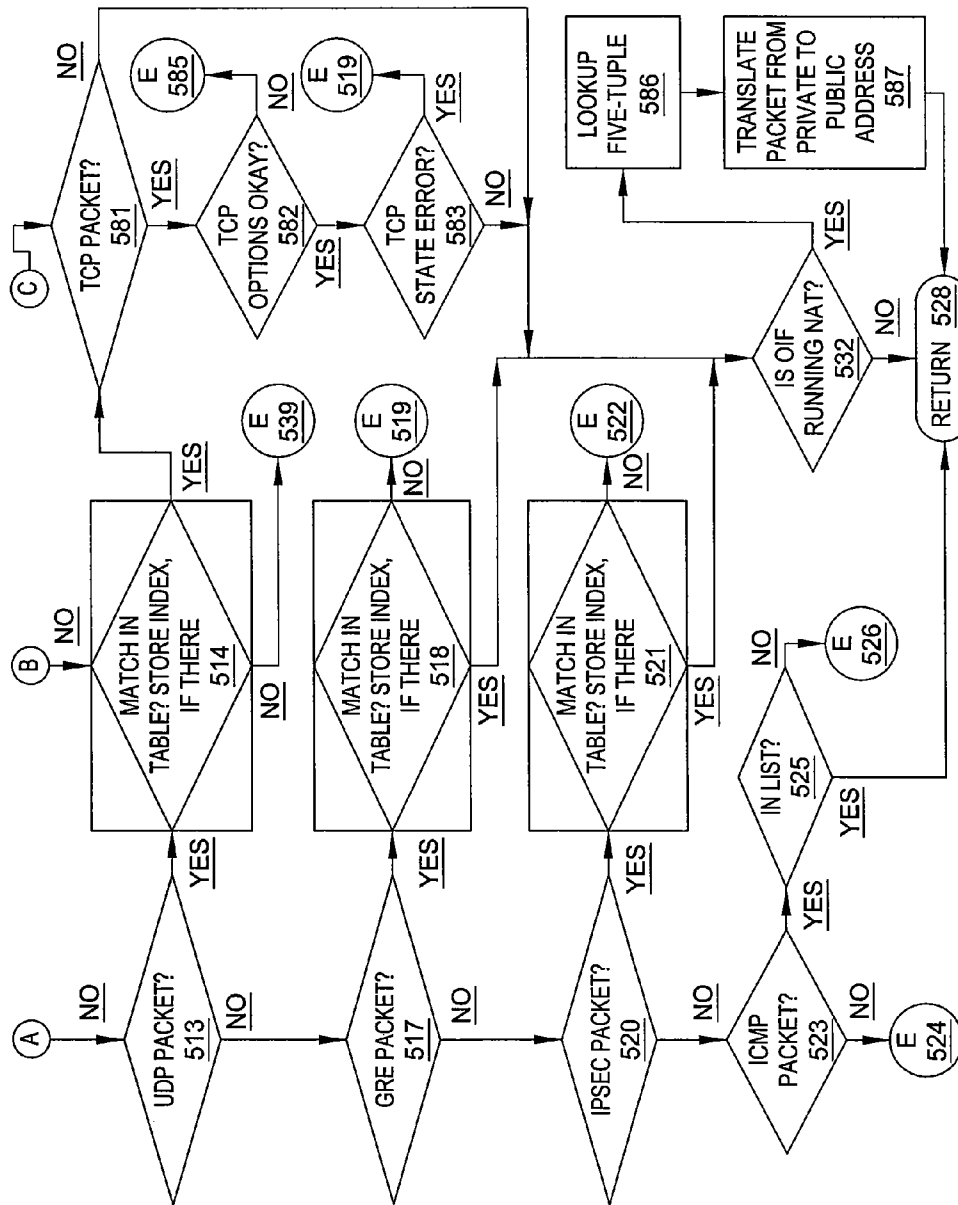 A
NO
UDP PACKET?
513
YES
NO
GRE PACKET?
517
YES
NO
IPSEC PACKET?
520
YES
NO
ICMP
PACKET?
523
YES
NO
E
524
B
NO
MATCH IN
TABLE? STORE INDEX,
IF THERE
514
YES
NO
E
539
MATCH IN
TABLE? STORE INDEX,
IF THERE
518
NO
E
519
YES
MATCH IN
TABLE? STORE INDEX,
IF THERE
521
NO
E
522
YES
IN LIST?
525
NO
E
526
YES
C
TCP PACKET?
581
NO
YES
TCP
OPTIONS OKAY?
582
NO
E
585
YES
TCP
STATE ERROR?
583
YES
E
519
NO
IS OIF
RUNNING NAT?
532
YES
NO
LOOKUP
FIVE-TUPLE
586
TRANSLATE
PACKET FROM
PRIVATE TO
PUBLIC
ADDRESS
587
RETURN 528